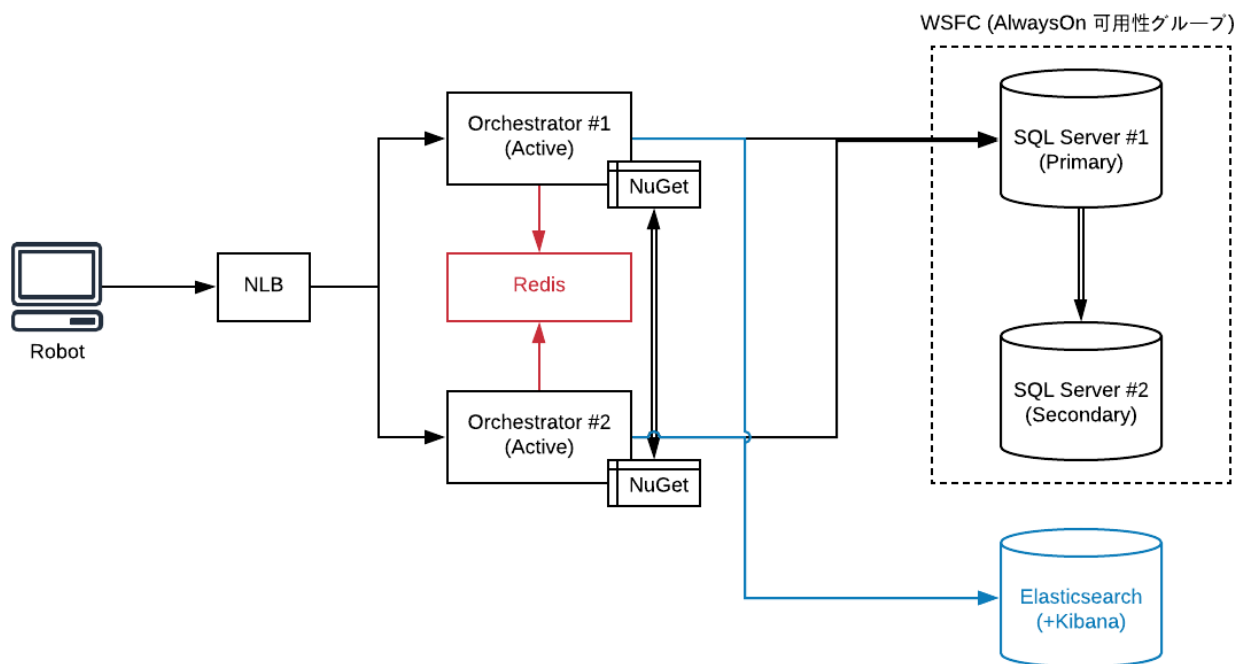 WSFC (AlwaysOn 可用性グループ)
Orchestrator #1
(Active)
NuGet
SQL Server #1
(Primary)
NLB
Redis
Robot
Orchestrator #2
(Active)
NuGet
SQL Server #2
(Secondary)
Elasticsearch
(+Kibana)